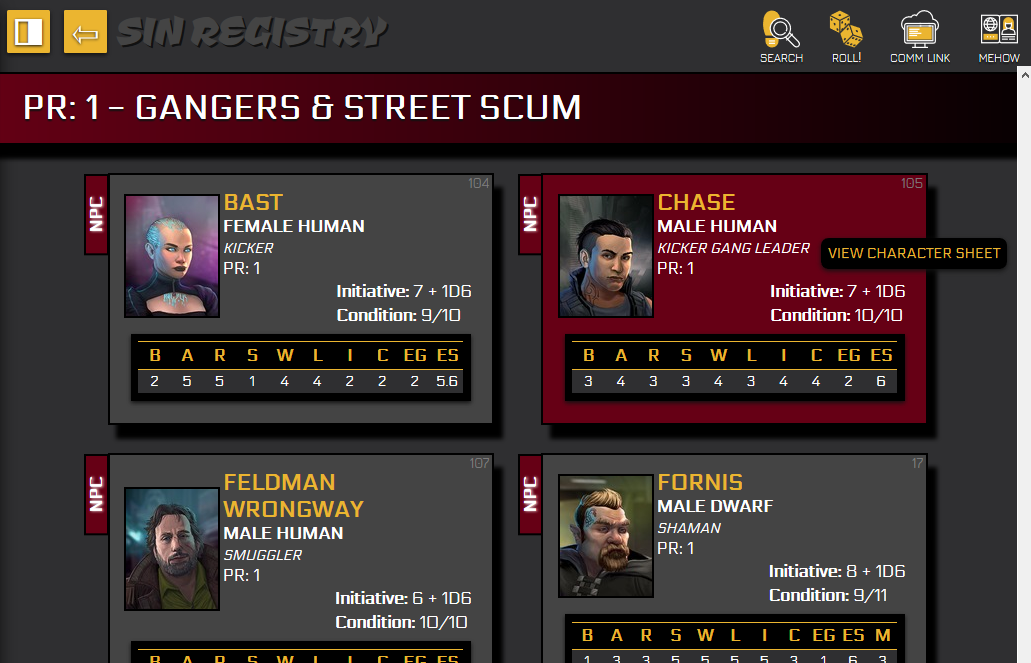 SIN REGISTRY
SEARCH
ROLL!
COMM LINK
MEHOW
PR: 1 – GANGERS & STREET SCUM
NPC
104
BAST
FEMALE HUMAN
KICKER
PR: 1
Initiative: 7 + 1D6
Condition: 9/10
B A R S W L I C EG ES
2 5 5 1 4 4 2 2 2 5.6
NPC
105
CHASE
MALE HUMAN
KICKER GANG LEADER
PR: 1
VIEW CHARACTER SHEET
Initiative: 7 + 1D6
Condition: 10/10
B A R S W L I C EG ES
3 4 3 3 4 3 4 4 2 6
NPC
107
FELDMAN
WRONGWAY
MALE HUMAN
SMUGGLER
PR: 1
Initiative: 6 + 1D6
Condition: 10/10
B A R S W L I C EG ES
NPC
17
FORNIS
MALE DWARF
SHAMAN
PR: 1
Initiative: 8 + 1D6
Condition: 9/11
B A R S W L I C EG ES M
1 3 3 5 5 5 5 3 1 6 3